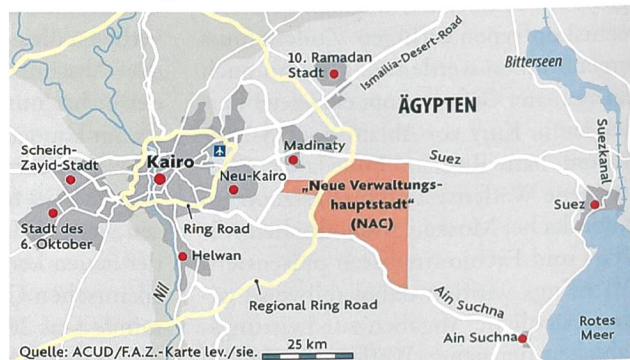 10. Ramadan
Stadt
Ismailia-Desert-Road
Bitterseen
ÄGYPTEN
Suezkanal
Scheich-
Zayid-Stadt
Kairo
Madinaty
Suez
Neu-Kairo
„Neue Verwaltungs-
hauptstadt“
(NAC)
Suez
Stadt des
6. Oktober
Ring Road
Helwan
Nil
Regional Ring Road
Ain Suchna
Ain Suchna
Rotes
Meer
Quelle: ACUD/F.A.Z.-Karte lev./sie.
25 km